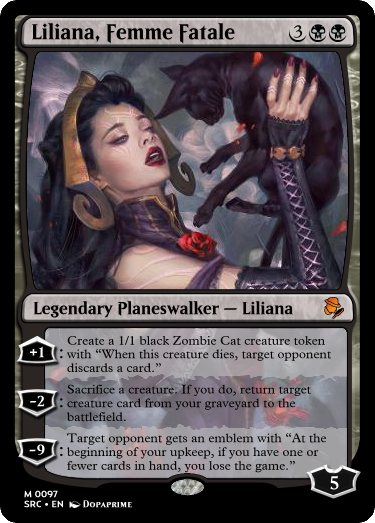 Liliana, Femme Fatale 3
Legendary Planeswalker — Liliana
+1: Create a 1/1 black Zombie Cat creature token
with “When this creature dies, target opponent
discards a card.”
-2: Sacrifice a creature. If you do, return target
creature card from your graveyard to the
battlefield.
-9: Target opponent gets an emblem with “At the
beginning of your upkeep, if you have one or
fewer cards in hand, you lose the game.”
5
M 0097
SRC • EN DOPAPRIME